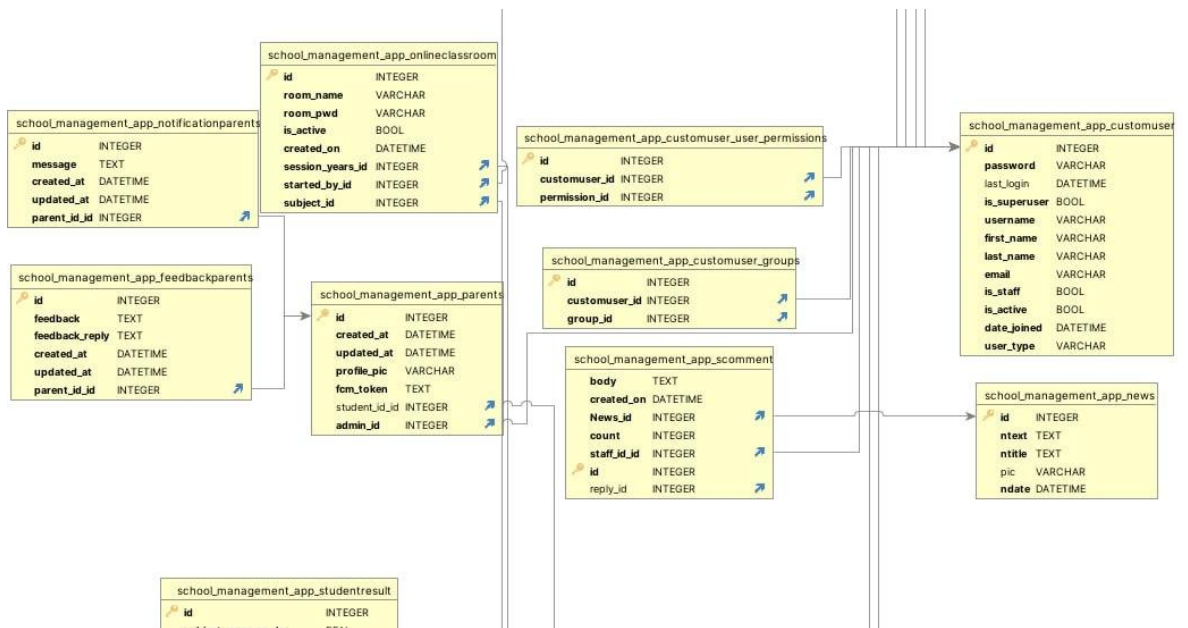 school_management_app_onlineclassroom
id INTEGER
room_name VARCHAR
room_pwd VARCHAR
is_active BOOL
created_on DATETIME
session_years_id INTEGER
started_by_id INTEGER
subject_id INTEGER
school_management_app_notificationparents
id INTEGER
message TEXT
created_at DATETIME
updated_at DATETIME
parent_id_id INTEGER
school_management_app_customuser_user_permissions
id INTEGER
customuser_id INTEGER
permission_id INTEGER
school_management_app_customuser
id INTEGER
password VARCHAR
last_login DATETIME
is_superuser BOOL
username VARCHAR
first_name VARCHAR
last_name VARCHAR
email VARCHAR
is_staff BOOL
is_active BOOL
date_joined DATETIME
user_type VARCHAR
school_management_app_feedbackparents
id INTEGER
feedback TEXT
feedback_reply TEXT
created_at DATETIME
updated_at DATETIME
parent_id_id INTEGER
school_management_app_parents
id INTEGER
created_at DATETIME
updated_at DATETIME
profile_pic VARCHAR
fcm_token TEXT
student_id_id INTEGER
admin_id INTEGER
school_management_app_customuser_groups
id INTEGER
customuser_id INTEGER
group_id INTEGER
school_management_app_scomment
body TEXT
created_on DATETIME
News_id INTEGER
count INTEGER
staff_id_id INTEGER
id INTEGER
reply_id INTEGER
school_management_app_news
id INTEGER
ntext TEXT
ntitle TEXT
pic VARCHAR
ndate DATETIME
school_management_app_studentresult
id INTEGER